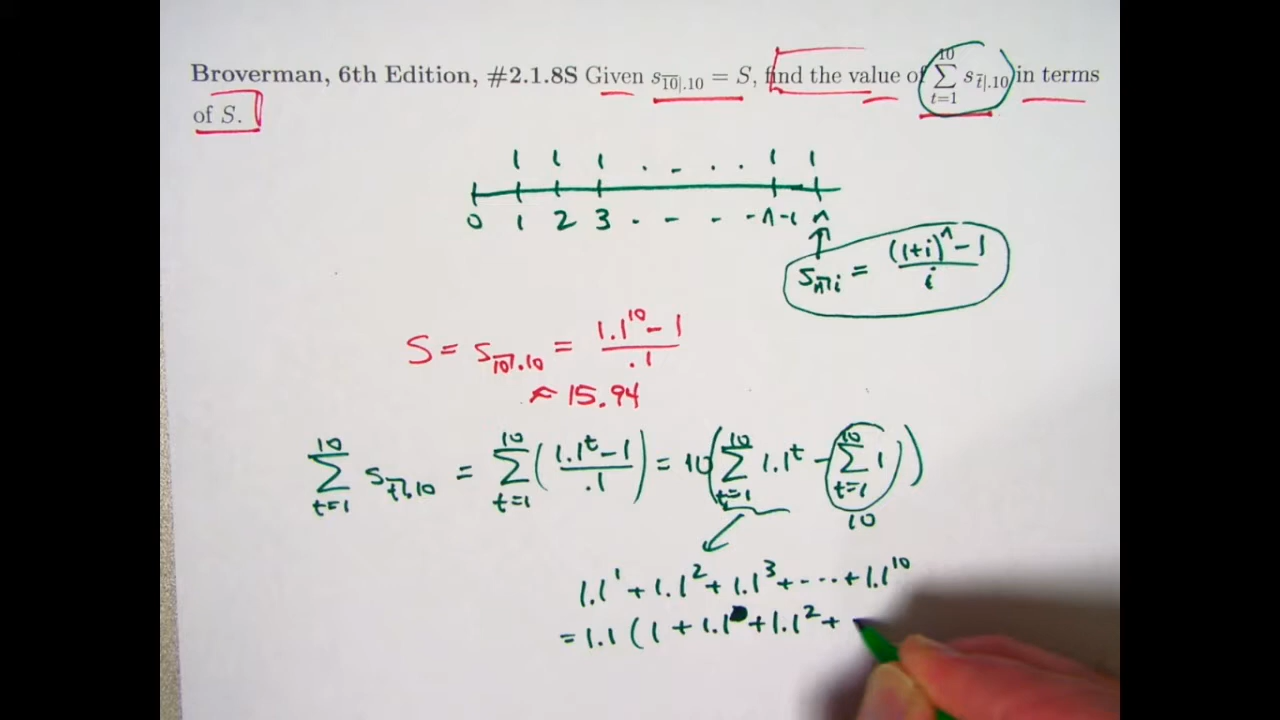 Broverman, 6th Edition, #2.1.8S Given s_{\overline{10}|.10} = S, find the value of \sum_{t=1}^{10} s_{\overline{t}|.10} in terms
of S.
1 1 1 . - . . 1 1
0 1 2 3 . - - - n-1 n
s_{\overline{n}|i} = \frac{(1+i)^n - 1}{i}
S = s_{\overline{10}|.10} = \frac{1.1^{10} - 1}{.1}
≈ 15.94
\sum_{t=1}^{10} s_{\overline{t}|.10} = \sum_{t=1}^{10} ( \frac{1.1^t - 1}{.1} ) = 10 ( \sum_{t=1}^{10} 1.1^t - \sum_{t=1}^{10} 1 )
10
1.1^1 + 1.1^2 + 1.1^3 + ... + 1.1^{10}
= 1.1 ( 1 + 1.1 + 1.1^2 +